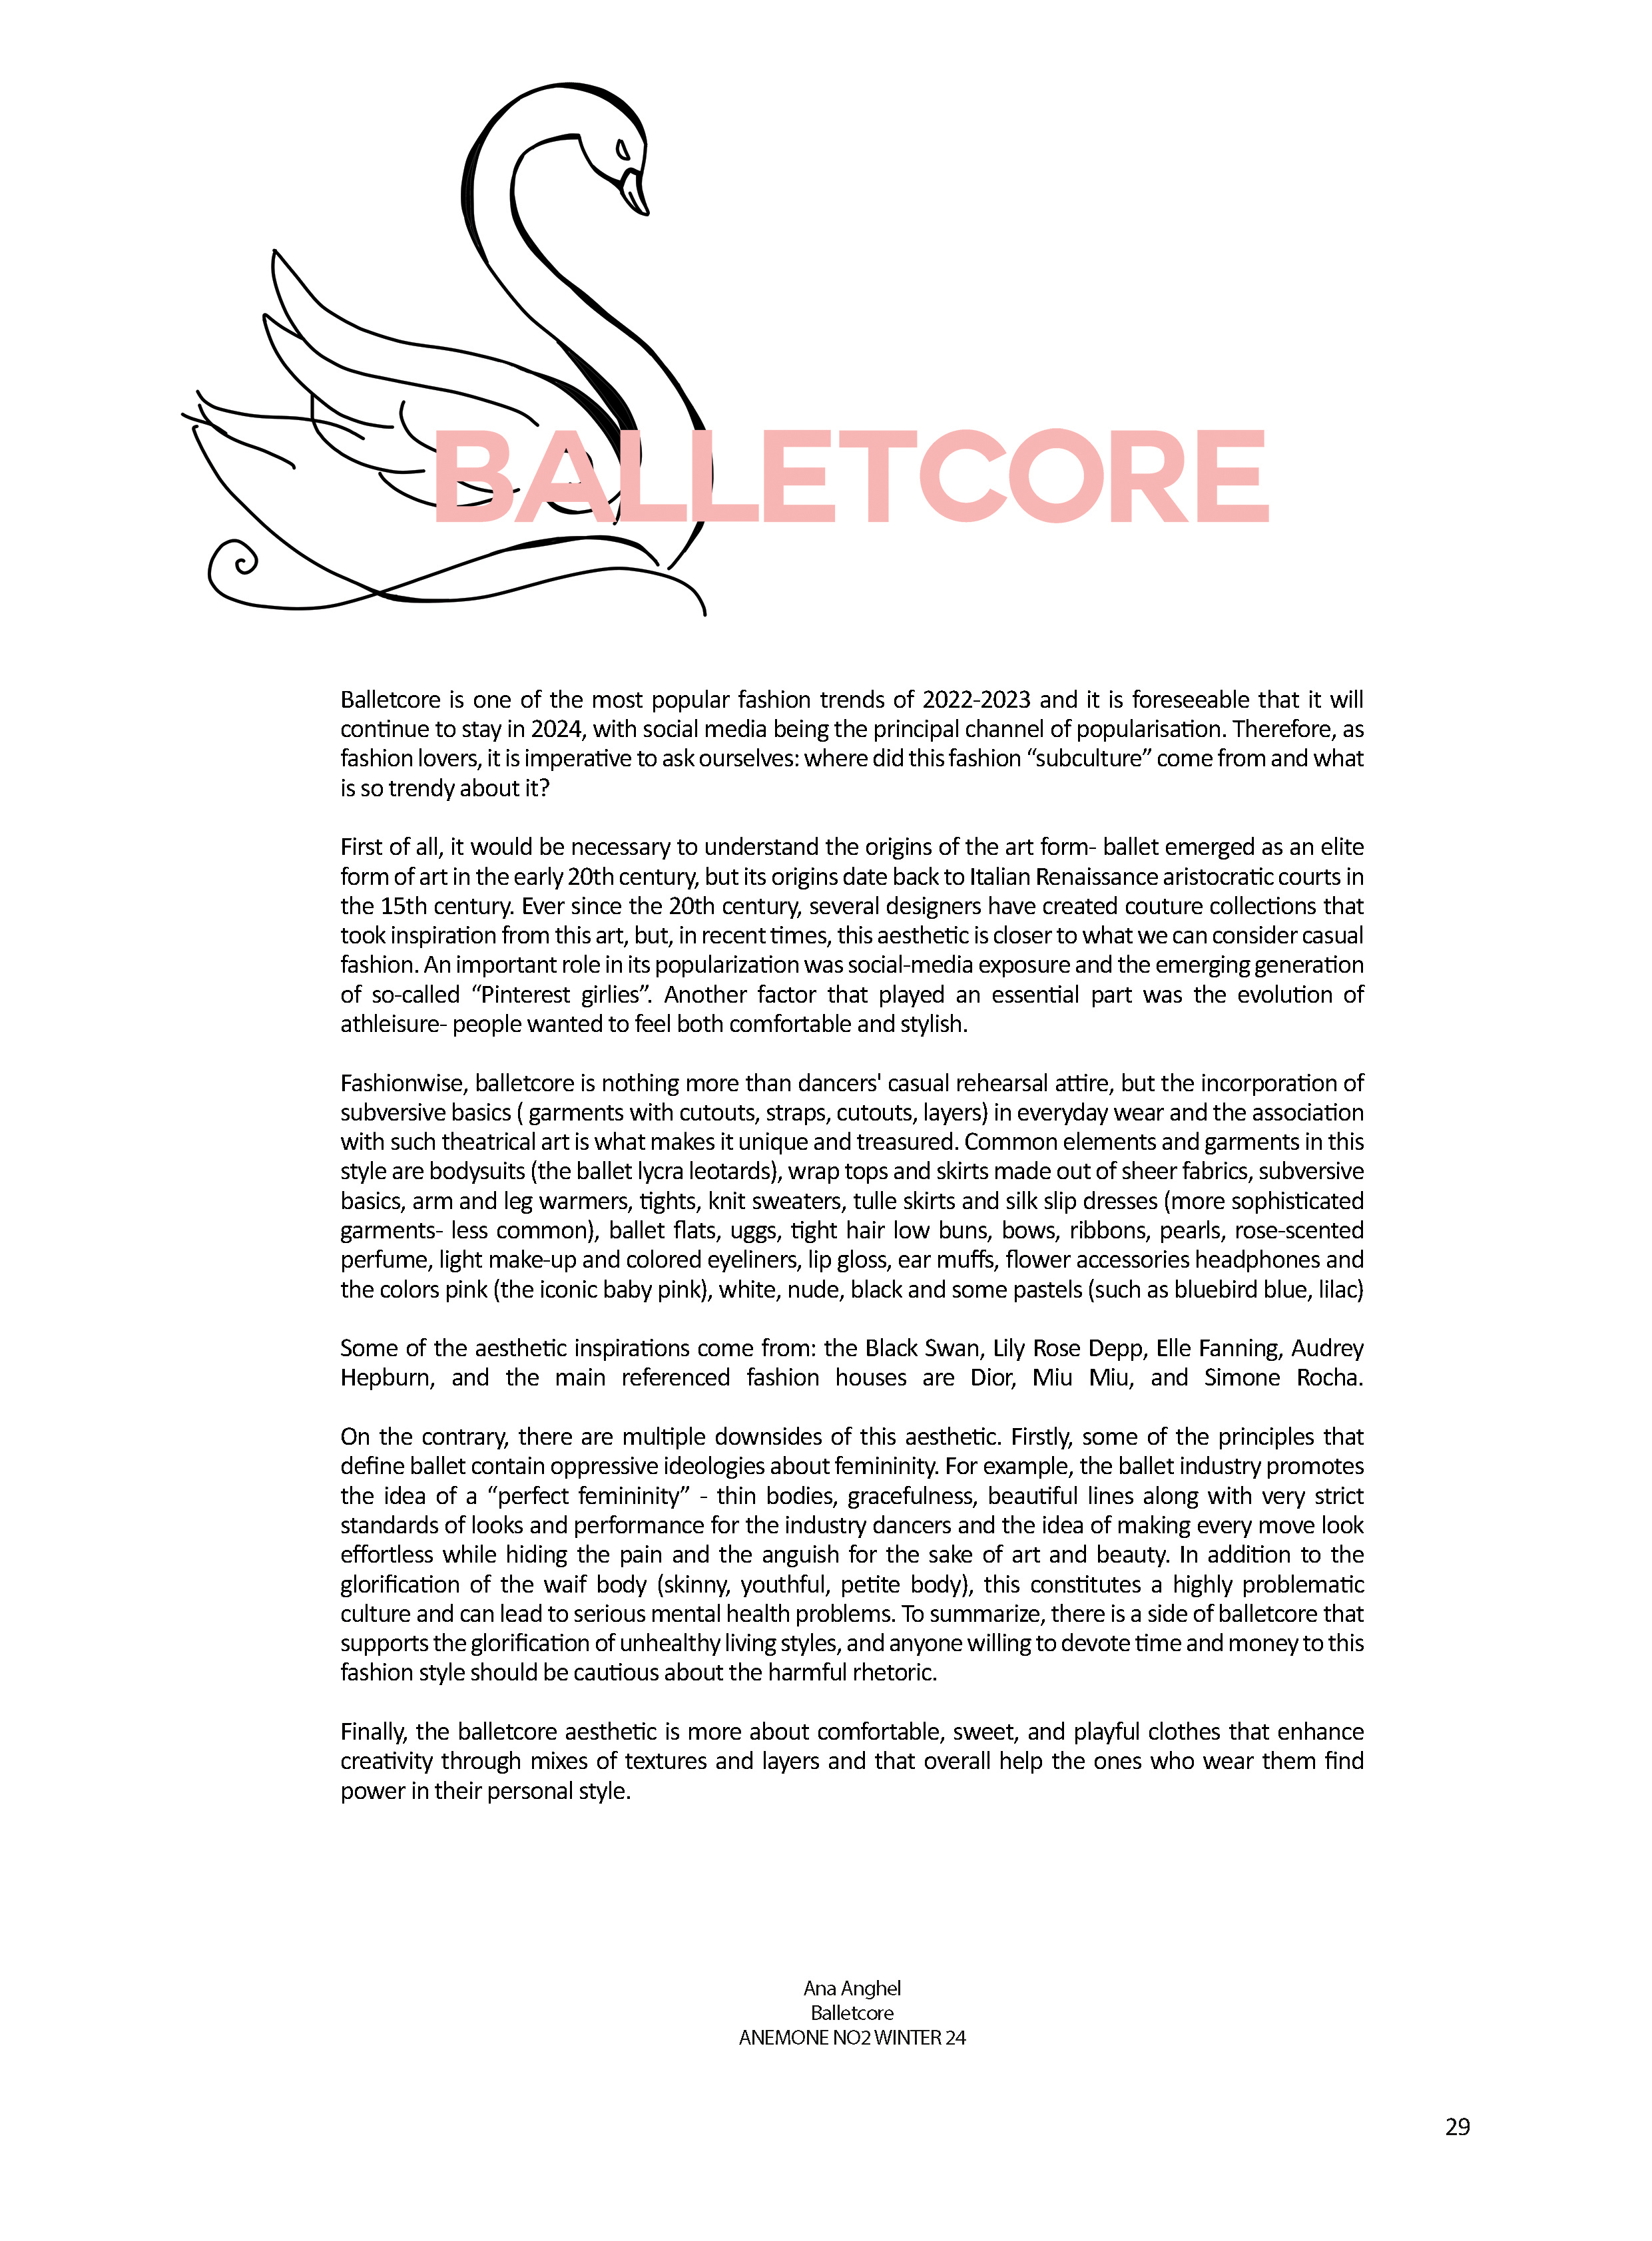 BALLETCORE
Balletcore is one of the most popular fashion trends of 2022-2023 and it is foreseeable that it will
continue to stay in 2024, with social media being the principal channel of popularisation. Therefore, as
fashion lovers, it is imperative to ask ourselves: where did this fashion “subculture” come from and what
is so trendy about it?
First of all, it would be necessary to understand the origins of the art form- ballet emerged as an elite
form of art in the early 20th century, but its origins date back to Italian Renaissance aristocratic courts in
the 15th century. Ever since the 20th century, several designers have created couture collections that
took inspiration from this art, but, in recent times, this aesthetic is closer to what we can consider casual
fashion. An important role in its popularization was social-media exposure and the emerging generation
of so-called “Pinterest girlies”. Another factor that played an essential part was the evolution of
athleisure- people wanted to feel both comfortable and stylish.
Fashionwise, balletcore is nothing more than dancers' casual rehearsal attire, but the incorporation of
subversive basics ( garments with cutouts, straps, cutouts, layers) in everyday wear and the association
with such theatrical art is what makes it unique and treasured. Common elements and garments in this
style are bodysuits (the ballet lycra leotards), wrap tops and skirts made out of sheer fabrics, subversive
basics, arm and leg warmers, tights, knit sweaters, tulle skirts and silk slip dresses (more sophisticated
garments- less common), ballet flats, uggs, tight hair low buns, bows, ribbons, pearls, rose-scented
perfume, light make-up and colored eyeliners, lip gloss, ear muffs, flower accessories headphones and
the colors pink (the iconic baby pink), white, nude, black and some pastels (such as bluebird blue, lilac)
Some of the aesthetic inspirations come from: the Black Swan, Lily Rose Depp, Elle Fanning, Audrey
Hepburn, and the main referenced fashion houses are Dior, Miu Miu, and Simone Rocha.
On the contrary, there are multiple downsides of this aesthetic. Firstly, some of the principles that
define ballet contain oppressive ideologies about femininity. For example, the ballet industry promotes
the idea of a “perfect femininity” - thin bodies, gracefulness, beautiful lines along with very strict
standards of looks and performance for the industry dancers and the idea of making every move look
effortless while hiding the pain and the anguish for the sake of art and beauty. In addition to the
glorification of the waif body (skinny, youthful, petite body), this constitutes a highly problematic
culture and can lead to serious mental health problems. To summarize, there is a side of balletcore that
supports the glorification of unhealthy living styles, and anyone willing to devote time and money to this
fashion style should be cautious about the harmful rhetoric.
Finally, the balletcore aesthetic is more about comfortable, sweet, and playful clothes that enhance
creativity through mixes of textures and layers and that overall help the ones who wear them find
power in their personal style.
Ana Anghel
Balletcore
ANEMONE NO2 WINTER 24
29